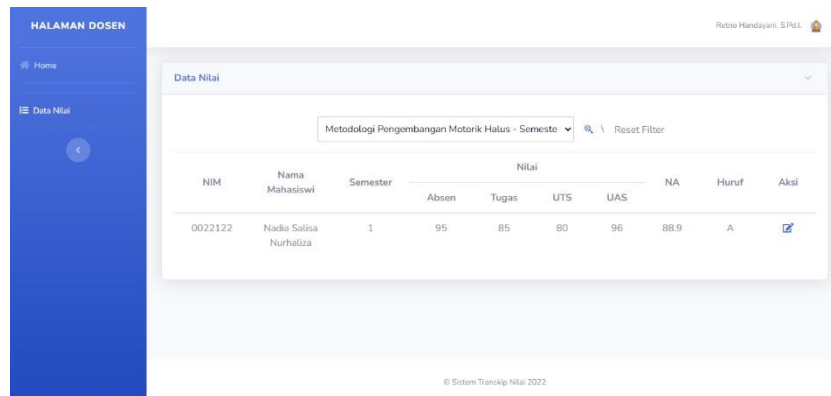 HALAMAN DOSEN
Retno Handayani, S.Pd.I.
Home
Data Nilai
Data Nilai
Metodologi Pengembangan Motorik Halus - Semeste
\ Reset Filter
NIM
Nama Mahasiswi
Semester
Nilai
NA
Huruf
Aksi
Absen
Tugas
UTS
UAS
0022122
Nadia Salisa Nurhaliza
1
95
85
80
96
88.9
A
© Sistem Transkip Nilai 2022